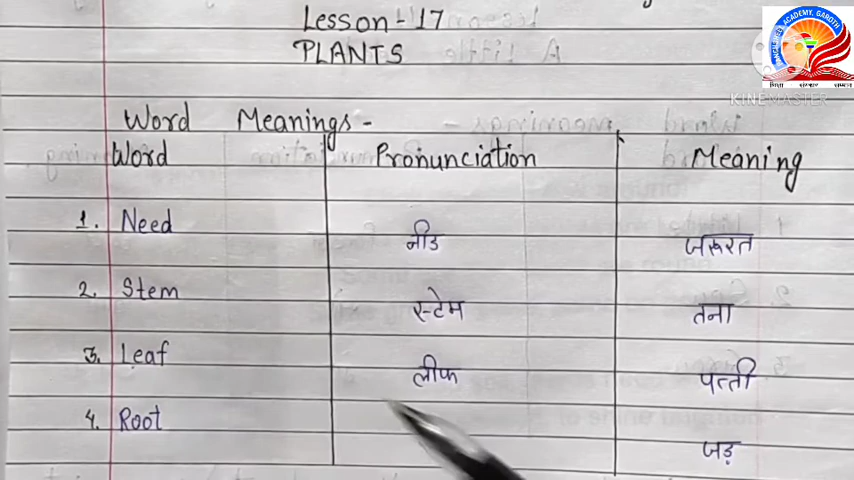 Lesson - 17
PLANTS
Word Meanings -
Word Pronunciation Meaning
1. Need नीड जरूरत
2. Stem स्टेम तना
3. Leaf लीफ पत्ती
4. Root जड़
KINEMASTER